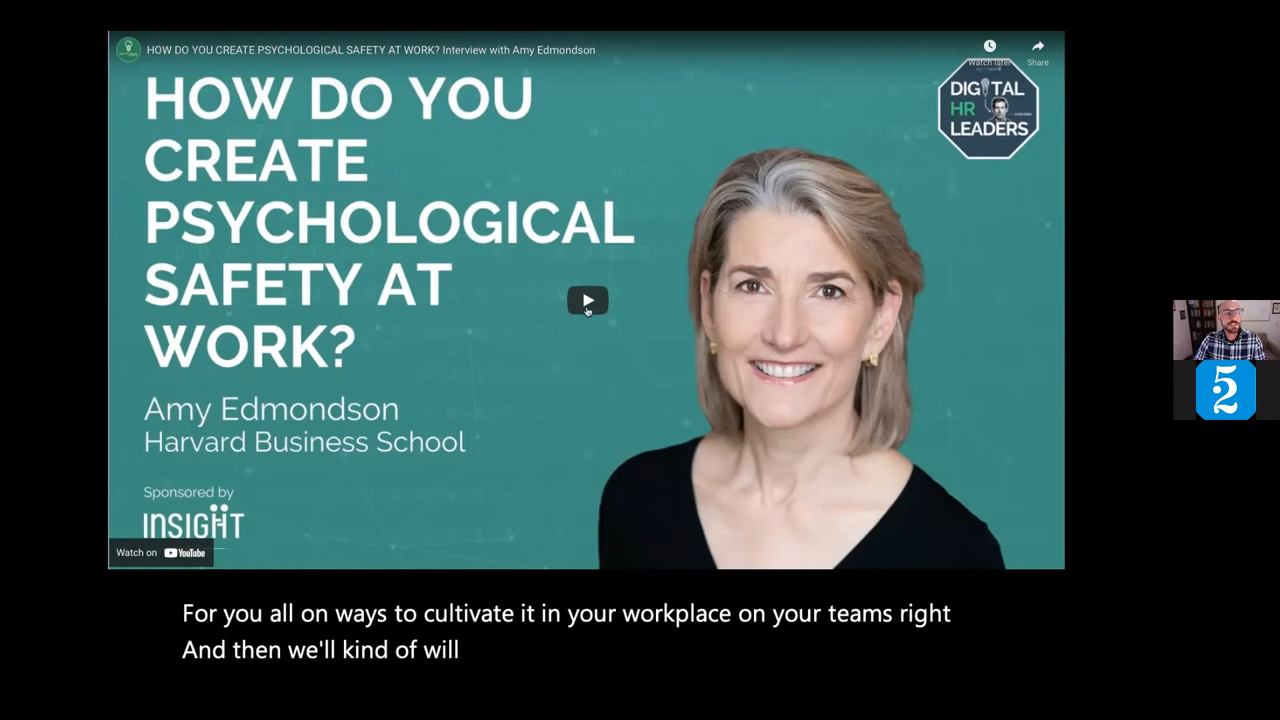 HOW DO YOU CREATE PSYCHOLOGICAL SAFETY AT WORK? Interview with Amy Edmondson
Watch later
Share
HOW DO YOU
CREATE
PSYCHOLOGICAL
SAFETY AT
WORK?
DIGITAL
HR
LEADERS
Amy Edmondson
Harvard Business School
Sponsored by
INSIGHT
Watch on YouTube
52
For you all on ways to cultivate it in your workplace on your teams right
And then we'll kind of will